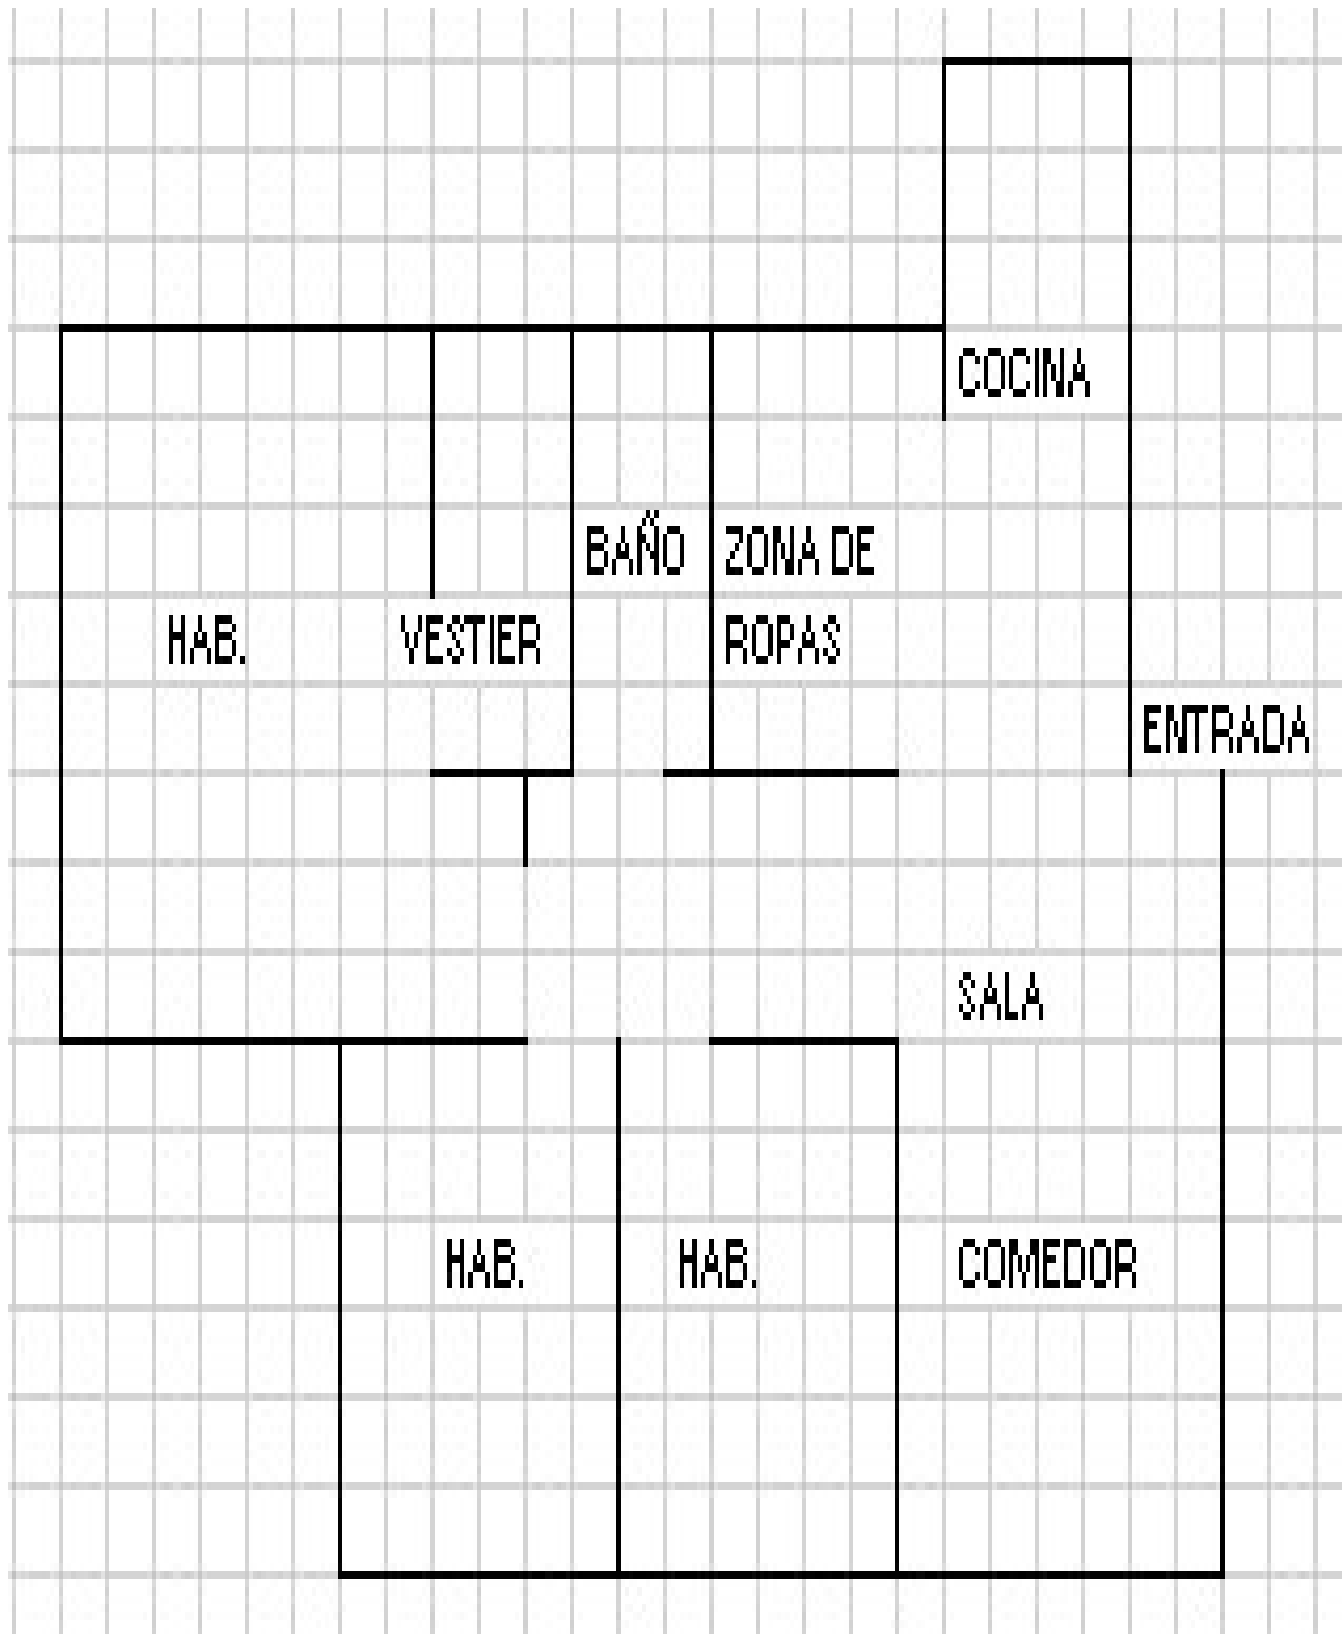 COCINA
BAÑO
ZONA DE
ROPAS
HAB.
VESTIER
ENTRADA
SALA
HAB.
HAB.
COMEDOR